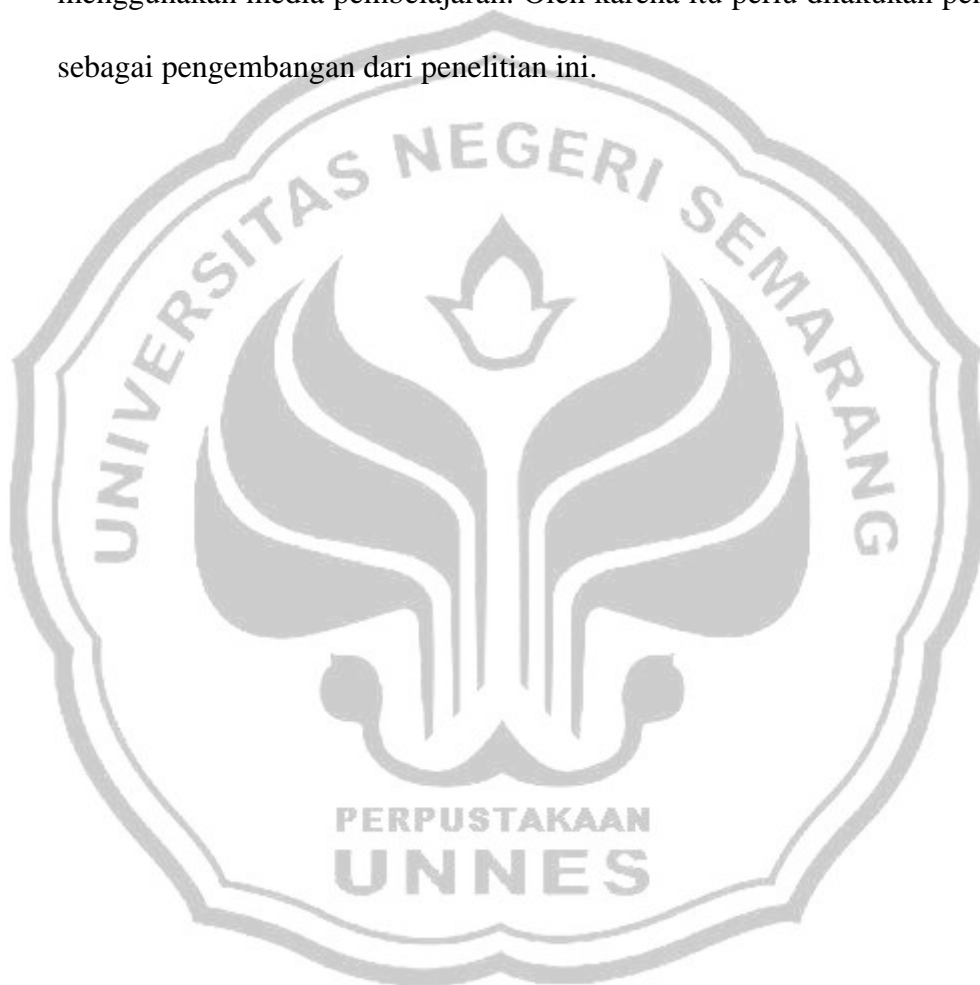 menggunakan media pembelajaran. Oleh karena itu perlu dilakukan
sebagai pengembangan dari penelitian ini.
UNIVERSITAS NEGERI SEMARANG
PERPUSTAKAAN
UNNES